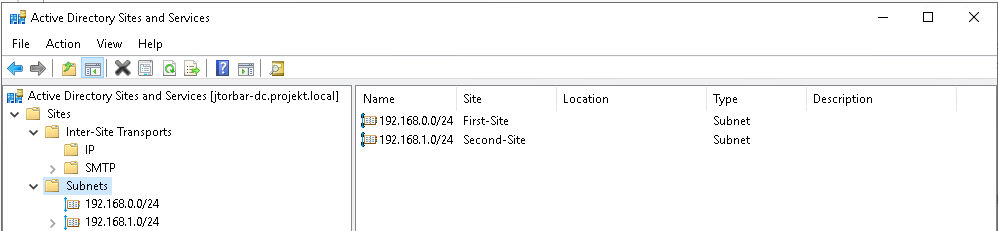 Active Directory Sites and Services
File Action View Help
Active Directory Sites and Services [jtorbar-dc.projekt.local]
Sites
Inter-Site Transports
IP
SMTP
Subnets
192.168.0.0/24
192.168.1.0/24
Name Site Location Type Description
192.168.0.0/24 First-Site Subnet
192.168.1.0/24 Second-Site Subnet